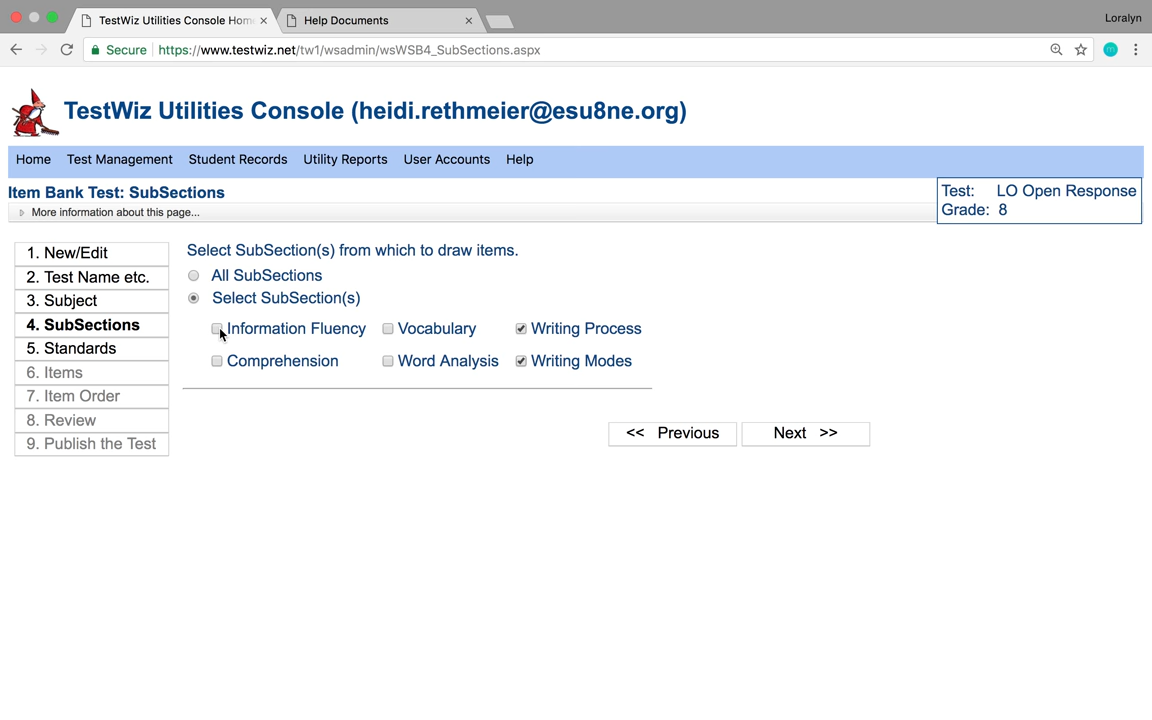 TestWiz Utilities Console Hom
Help Documents
Loralyn
Secure https://www.testwiz.net/tw1/wsadmin/wsWSB4_SubSections.aspx
m
TestWiz Utilities Console (heidi.rethmeier@esu8ne.org)
Home Test Management Student Records Utility Reports User Accounts Help
Item Bank Test: SubSections
More information about this page...
Test: LO Open Response
Grade: 8
1. New/Edit
2. Test Name etc.
3. Subject
4. SubSections
5. Standards
6. Items
7. Item Order
8. Review
9. Publish the Test
Select SubSection(s) from which to draw items.
All SubSections
Select SubSection(s)
Information Fluency Vocabulary Writing Process
Comprehension Word Analysis Writing Modes
<< Previous Next >>